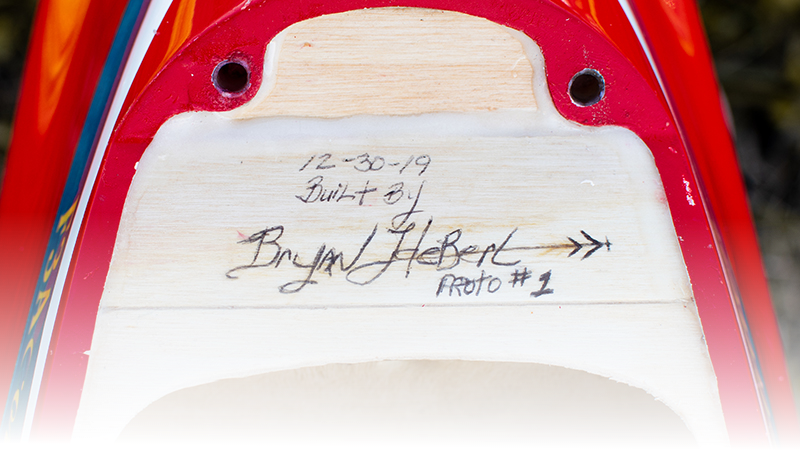 12-30-19
Built By
Bryan Hebert
PROTO #1